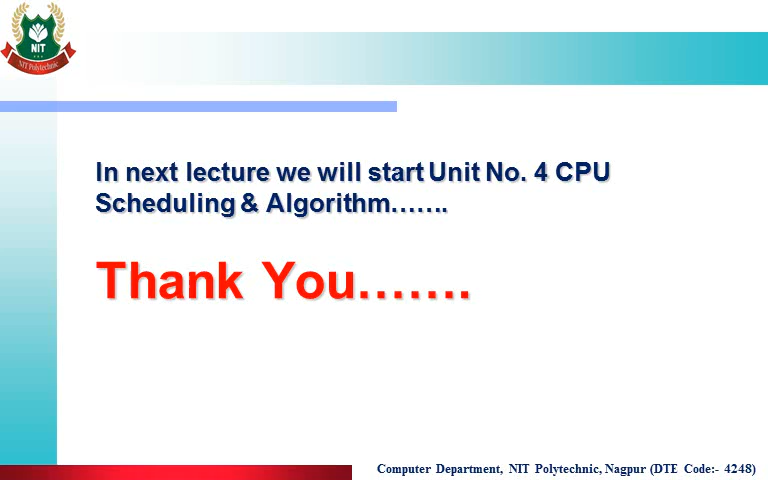 NIT
NIT Polytechnic
In next lecture we will start Unit No. 4 CPU
Scheduling & Algorithm…….
Thank You…….
Computer Department, NIT Polytechnic, Nagpur (DTE Code:- 4248)